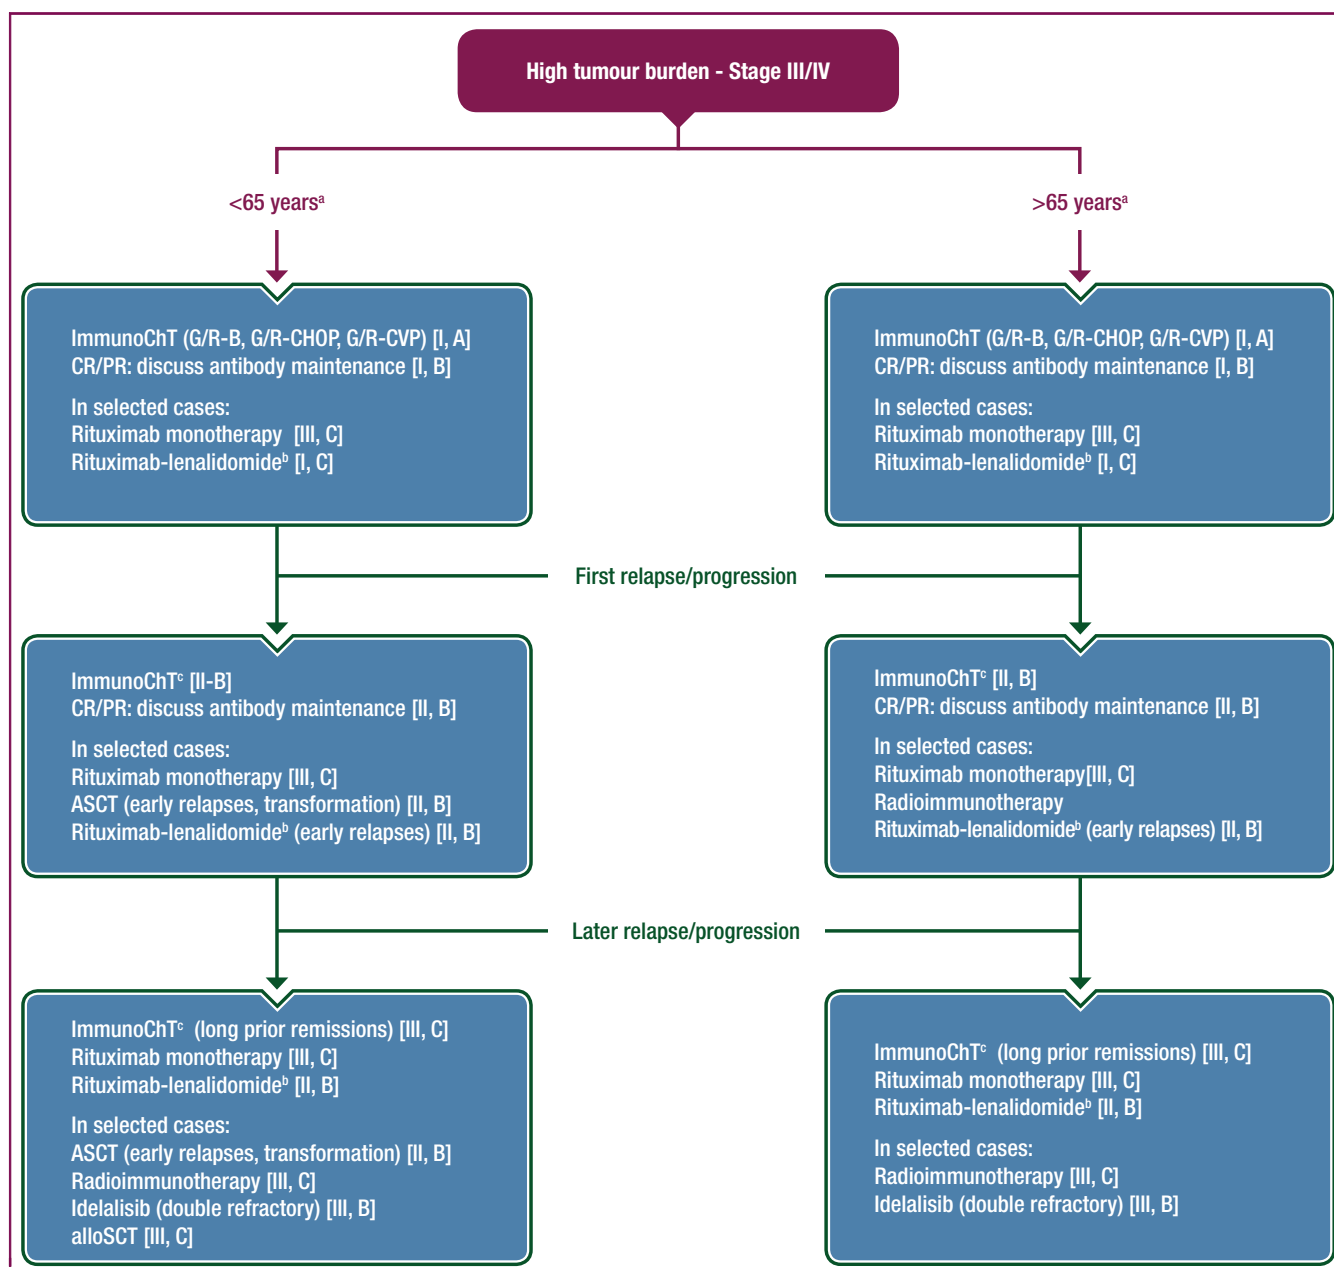 High tumour burden - Stage III/IV
<65 yearsᵃ
>65 yearsᵃ
ImmunoChT (G/R-B, G/R-CHOP, G/R-CVP) [I, A]
CR/PR: discuss antibody maintenance [I, B]
In selected cases:
Rituximab monotherapy [III, C]
Rituximab-lenalidomideᵇ [I, C]
ImmunoChT (G/R-B, G/R-CHOP, G/R-CVP) [I, A]
CR/PR: discuss antibody maintenance [I, B]
In selected cases:
Rituximab monotherapy [III, C]
Rituximab-lenalidomideᵇ [I, C]
First relapse/progression
ImmunoChTᶜ [II-B]
CR/PR: discuss antibody maintenance [II, B]
In selected cases:
Rituximab monotherapy [III, C]
ASCT (early relapses, transformation) [II, B]
Rituximab-lenalidomideᵇ (early relapses) [II, B]
ImmunoChTᶜ [II, B]
CR/PR: discuss antibody maintenance [II, B]
In selected cases:
Rituximab monotherapy[III, C]
Radioimmunotherapy
Rituximab-lenalidomideᵇ (early relapses) [II, B]
Later relapse/progression
ImmunoChTᶜ (long prior remissions) [III, C]
Rituximab monotherapy [III, C]
Rituximab-lenalidomideᵇ [II, B]
In selected cases:
ASCT (early relapses, transformation) [II, B]
Radioimmunotherapy [III, C]
Idelalisib (double refractory) [III, B]
alloSCT [III, C]
ImmunoChTᶜ (long prior remissions) [III, C]
Rituximab monotherapy [III, C]
Rituximab-lenalidomideᵇ [II, B]
In selected cases:
Radioimmunotherapy [III, C]
Idelalisib (double refractory) [III, B]